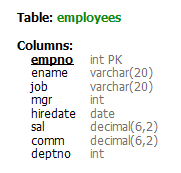 Table: employees
Columns:
empno int PK
ename varchar(20)
job varchar(20)
mgr int
hiredate date
sal decimal(6,2)
comm decimal(6,2)
deptno int